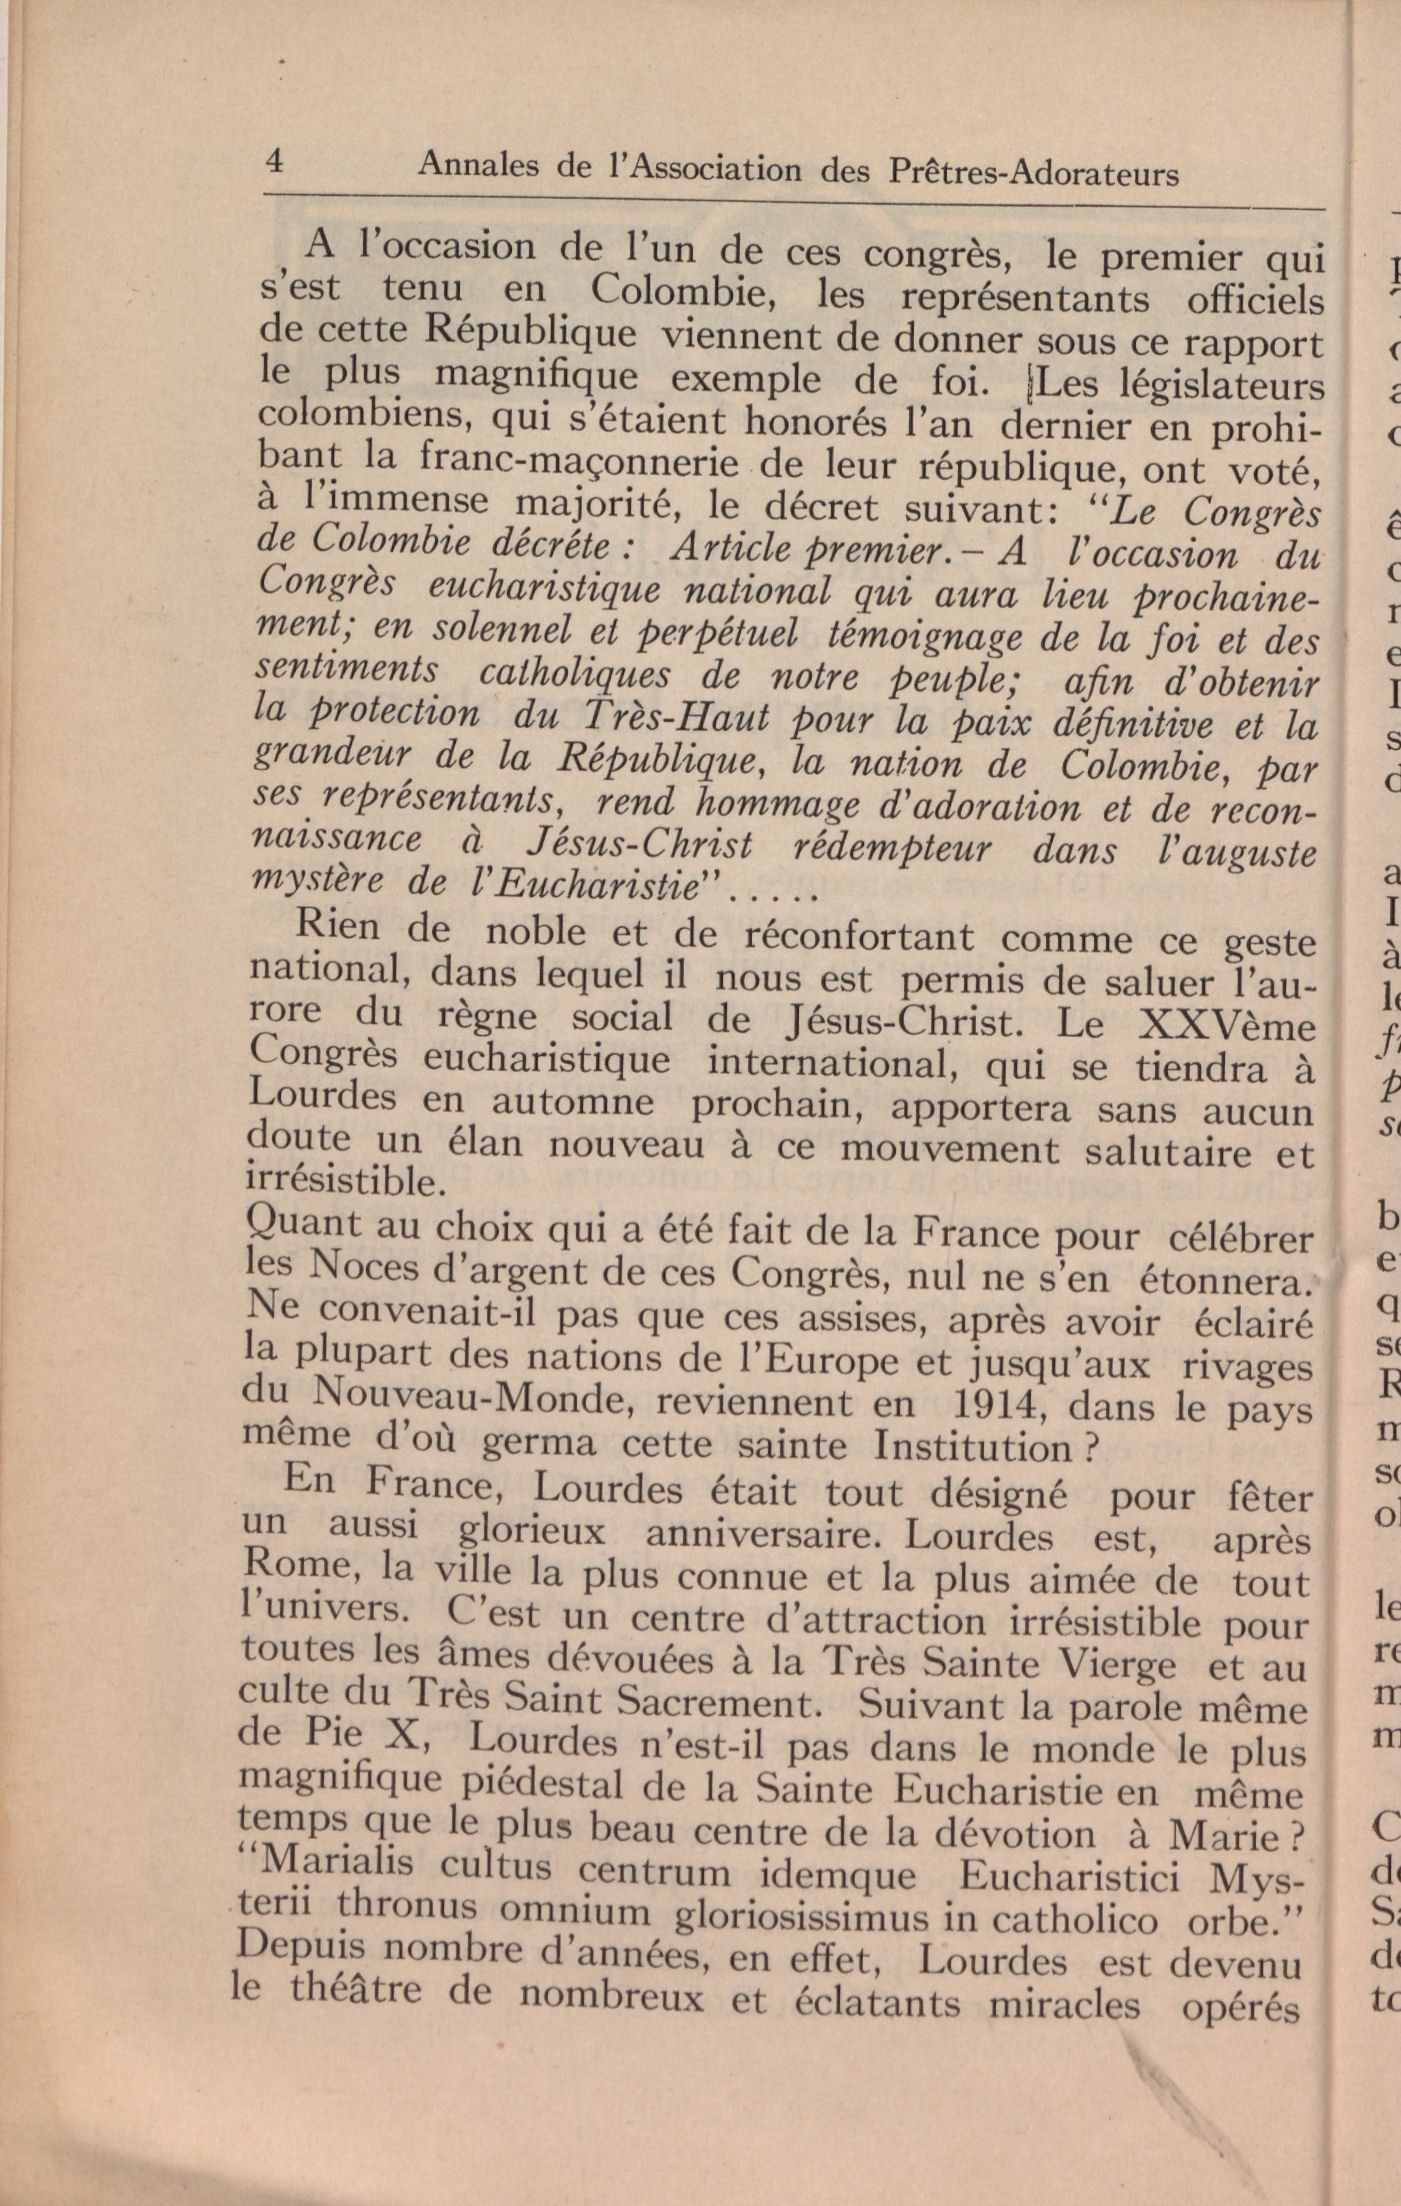 4 Annales de l'Association des Prêtres-Adorateurs
A l'occasion de l'un de ces congrès, le premier qui
s'est tenu en Colombie, les représentants officiels
de cette République viennent de donner sous ce rapport
le plus magnifique exemple de foi. Les législateurs
colombiens, qui s'étaient honorés l'an dernier en prohi-
bant la franc-maçonnerie de leur république, ont voté,
à l'immense majorité, le décret suivant: “Le Congrès
de Colombie décréte : Article premier.– A l'occasion du
Congrès eucharistique national qui aura lieu prochaine-
ment; en solennel et perpétuel témoignage de la foi et des
sentiments catholiques de notre peuple; afin d'obtenir
la protection du Très-Haut pour la paix définitive et la
grandeur de la République, la nation de Colombie, par
ses représentants, rend hommage d'adoration et de recon-
naissance à Jésus-Christ rédempteur dans l'auguste
mystère de l'Eucharistie”.....
Rien de noble et de réconfortant comme ce geste
national, dans lequel il nous est permis de saluer l'au-
rore du règne social de Jésus-Christ. Le XXVème
Congrès eucharistique international, qui se tiendra à
Lourdes en automne prochain, apportera sans aucun
doute un élan nouveau à ce mouvement salutaire et
irrésistible.
Quant au choix qui a été fait de la France pour célébrer
les Noces d'argent de ces Congrès, nul ne s'en étonnera.
Ne convenait-il pas que ces assises, après avoir éclairé
la plupart des nations de l'Europe et jusqu'aux rivages
du Nouveau-Monde, reviennent en 1914, dans le pays
même d'où germa cette sainte Institution ?
En France, Lourdes était tout désigné pour fêter
un aussi glorieux anniversaire. Lourdes est, après
Rome, la ville la plus connue et la plus aimée de tout
l'univers. C'est un centre d'attraction irrésistible pour
toutes les âmes dévouées à la Très Sainte Vierge et au
culte du Très Saint Sacrement. Suivant la parole même
de Pie X, Lourdes n'est-il pas dans le monde le plus
magnifique piédestal de la Sainte Eucharistie en même
temps que le plus beau centre de la dévotion à Marie ?
“Marialis cultus centrum idemque Eucharistici Mys-
terii thronus omnium gloriosissimus in catholico orbe.”
Depuis nombre d'années, en effet, Lourdes est devenu
le théâtre de nombreux et éclatants miracles opérés